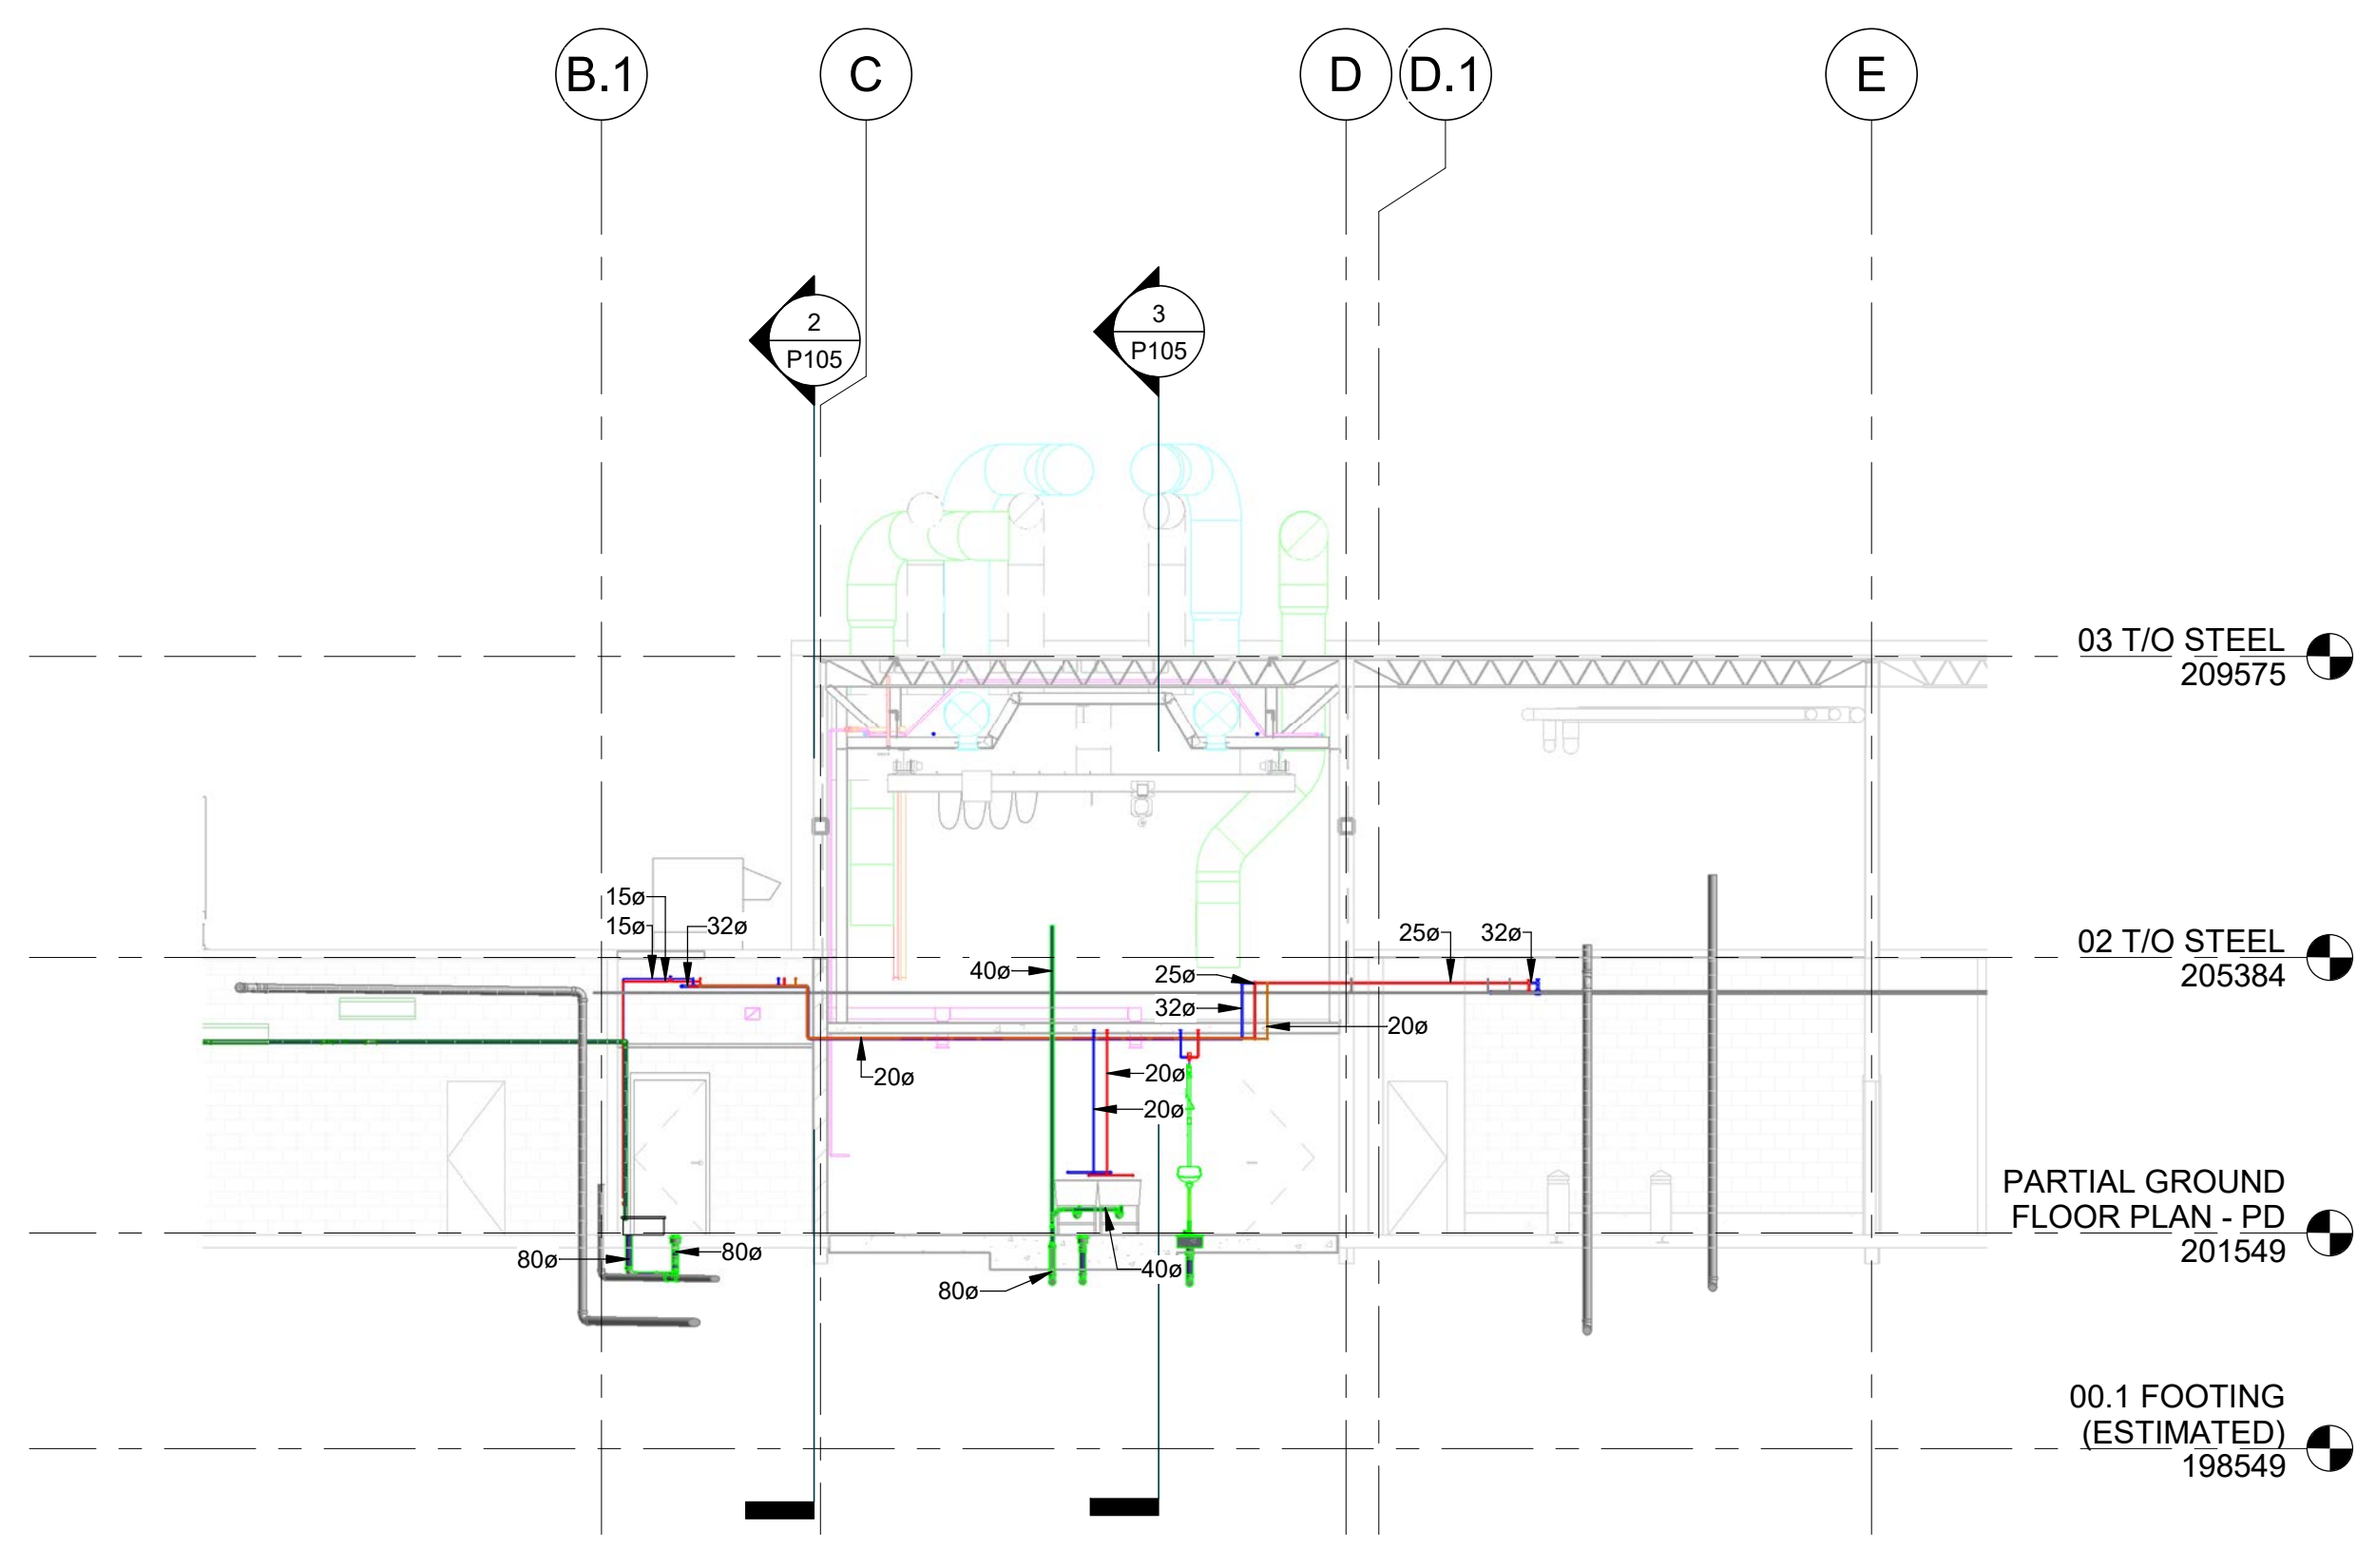 B.1
C
D
D.1
E
2
P105
3
P105
03 T/O STEEL
209575
15ø
15ø
32ø
25ø
32ø
02 T/O STEEL
205384
40ø
25ø
32ø
20ø
20ø
20ø
20ø
PARTIAL GROUND
FLOOR PLAN - PD
201549
80ø
80ø
40ø
80ø
00.1 FOOTING
(ESTIMATED)
198549